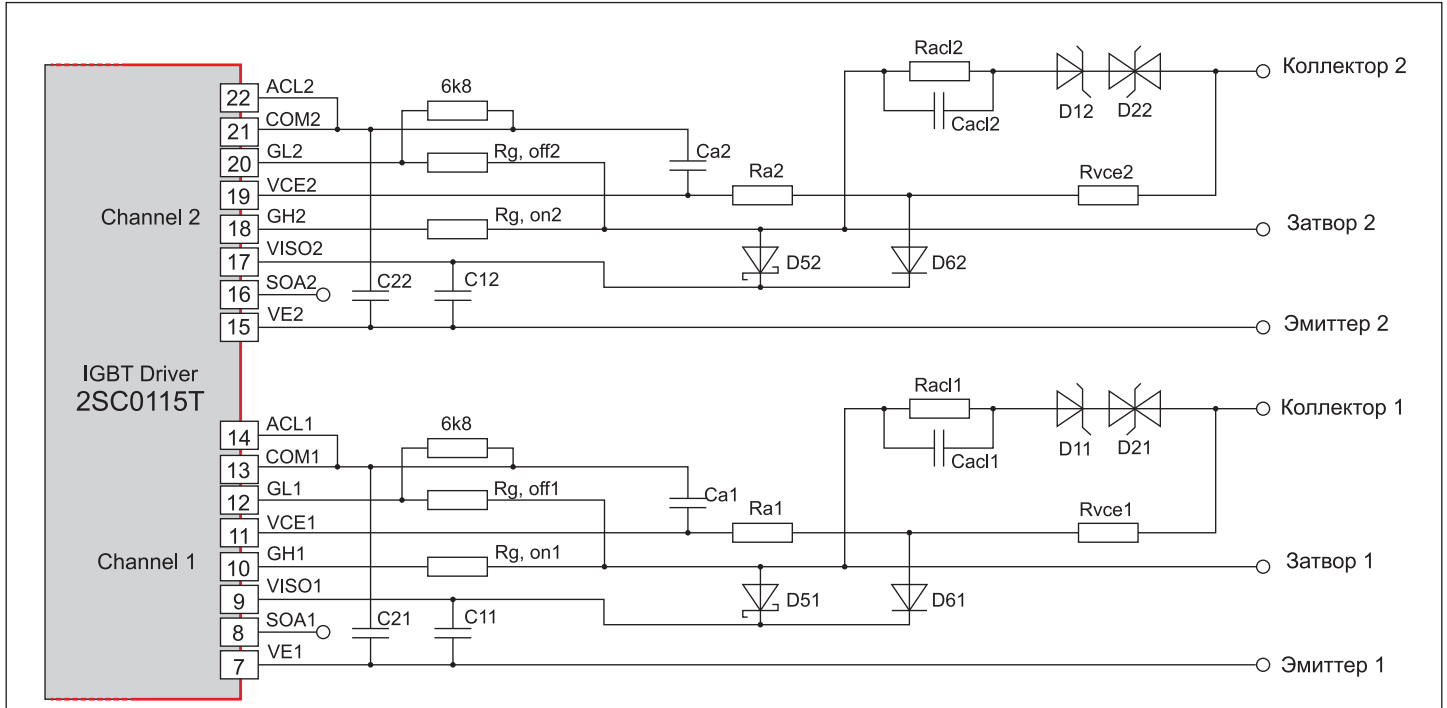 Racl2
Коллектор 2
6k8
22 ACL2
D12 D22
21 COM2
Cacl2
20 GL2
Rg, off2
Ca2
19 VCE2
Ra2
Rvce2
Channel 2
18 GH2
Rg, on2
Затвор 2
17 VISO2
D52
D62
16 SOA2
C22
C12
15 VE2
Эмиттер 2
IGBT Driver
2SC0115T
Racl1
Коллектор 1
6k8
14 ACL1
D11 D21
13 COM1
Cacl1
12 GL1
Rg, off1
Ca1
11 VCE1
Ra1
Rvce1
Channel 1
10 GH1
Rg, on1
Затвор 1
9 VISO1
D51
D61
8 SOA1
C21
C11
7 VE1
Эмиттер 1